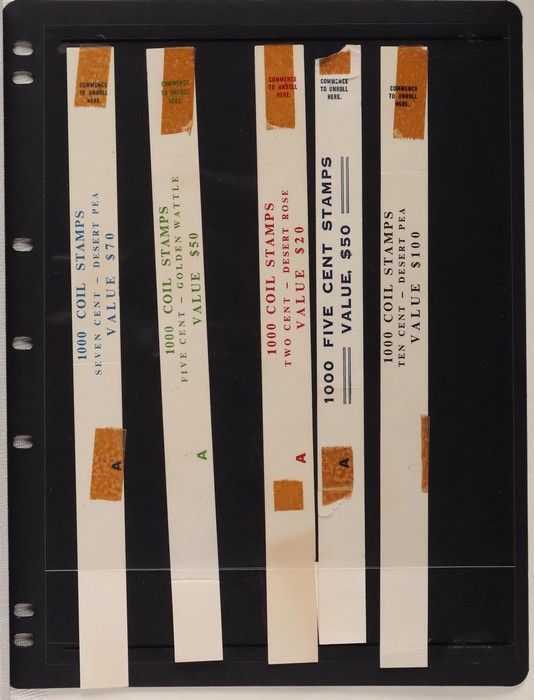 COMMENCE
TO UNROLL
HERE.
1000 COIL STAMPS
SEVEN CENT – DESERT PEA
VALUE $70
A
COMMENCE
TO UNROLL
HERE.
1000 COIL STAMPS
FIVE CENT – GOLDEN WATTLE
VALUE $50
A
COMMENCE
TO UNROLL
HERE.
1000 COIL STAMPS
TWO CENT – DESERT ROSE
VALUE $20
A
COMMENCE
TO UNROLL
HERE.
1000 FIVE CENT STAMPS
VALUE, $50
A
COMMENCE
TO UNROLL
HERE.
1000 COIL STAMPS
TEN CENT – DESERT PEA
VALUE $100